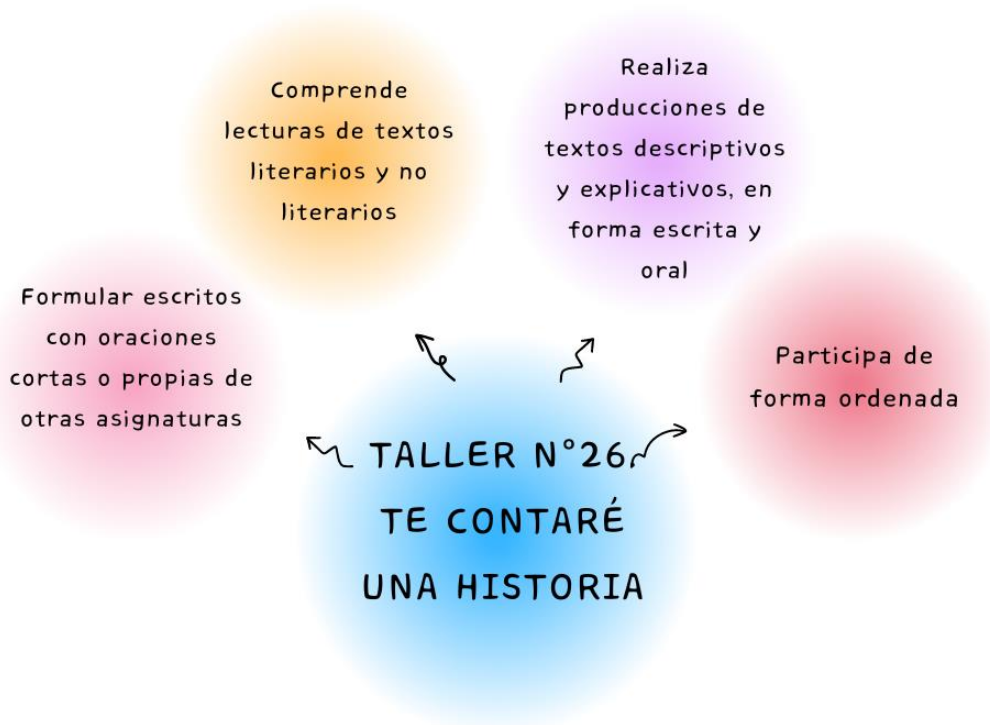 Comprende
lecturas de textos
literarios y no
literarios
Realiza
producciones de
textos descriptivos
y explicativos, en
forma escrita y
oral
Formular escritos
con oraciones
cortas o propias de
otras asignaturas
Participa de
forma ordenada
TALLER N°26.
TE CONTARÉ
UNA HISTORIA